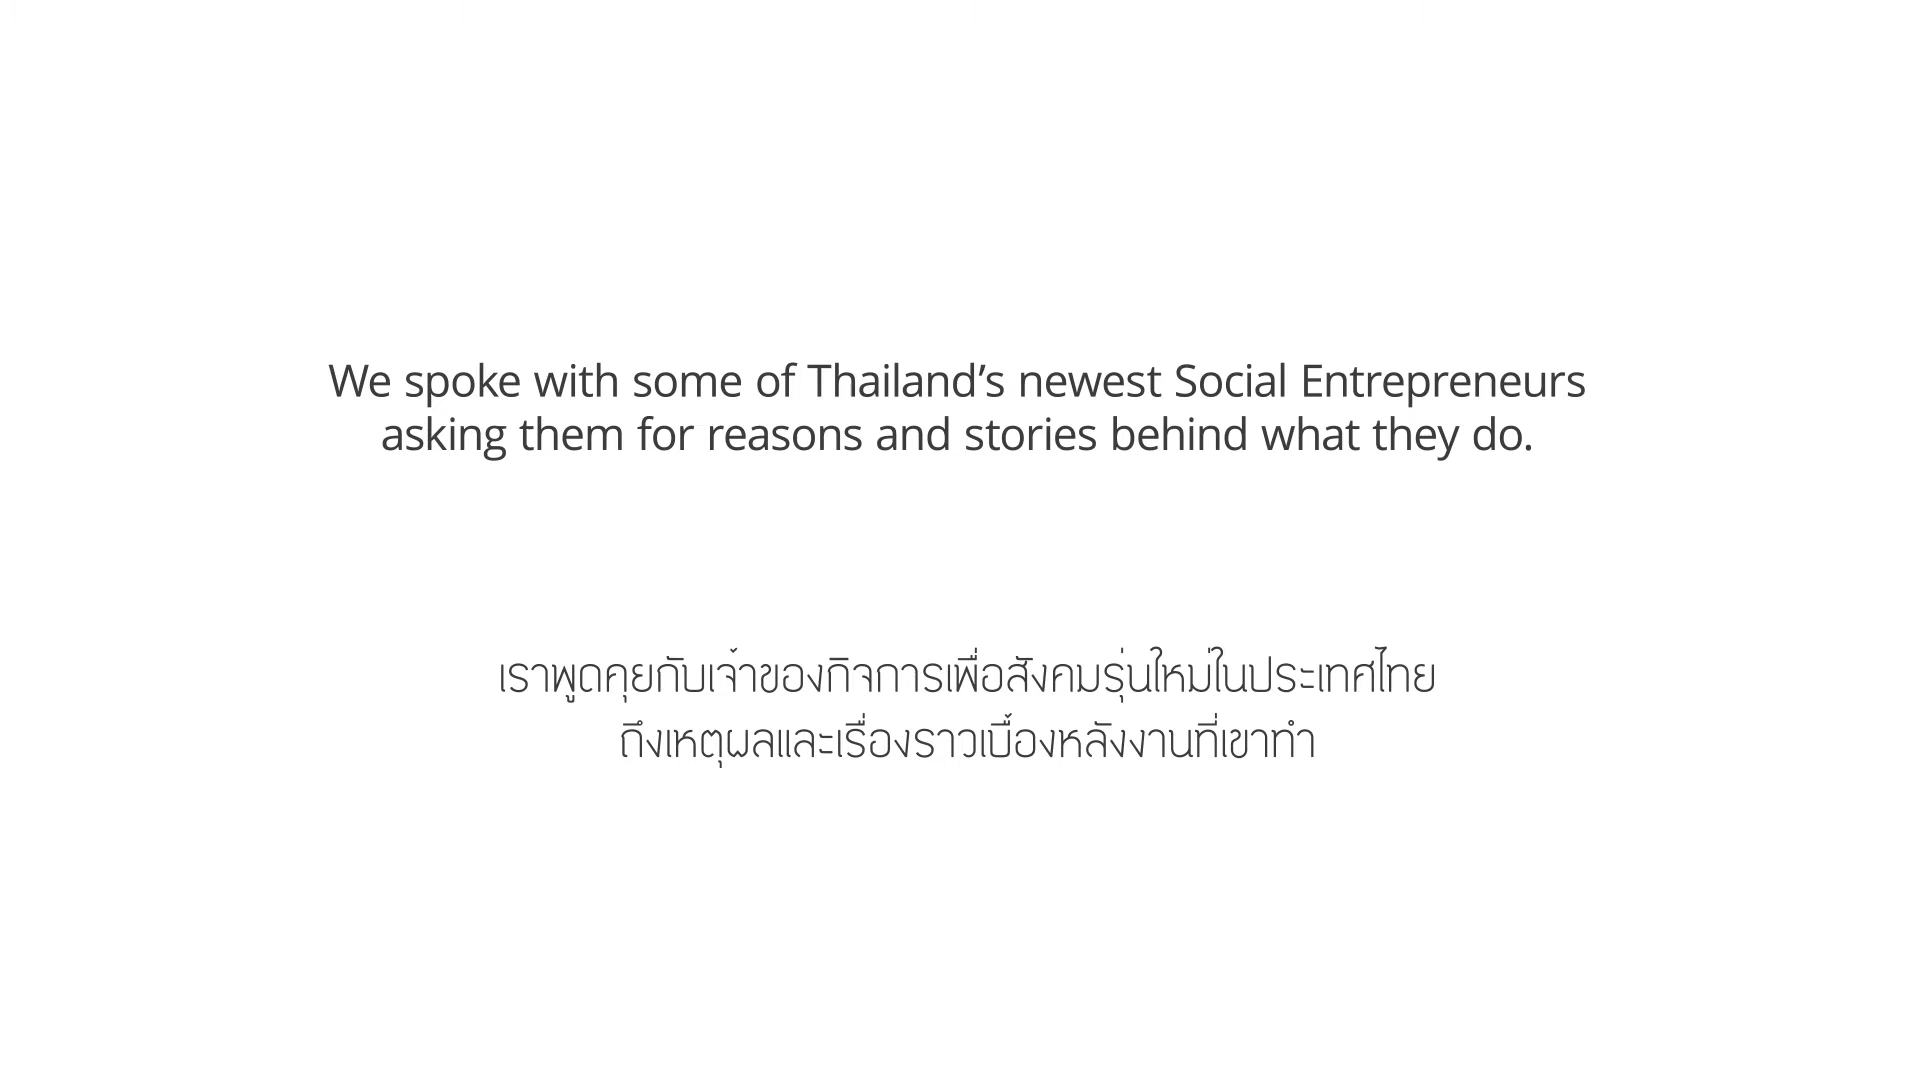 We spoke with some of Thailand’s newest Social Entrepreneurs
asking them for reasons and stories behind what they do.
เราพูดคุยกับเจ้าของกิจการเพื่อสังคมรุ่นใหม่ในประเทศไทย
ถึงเหตุผลและเรื่องราวเบื้องหลังงานที่เขาทำ